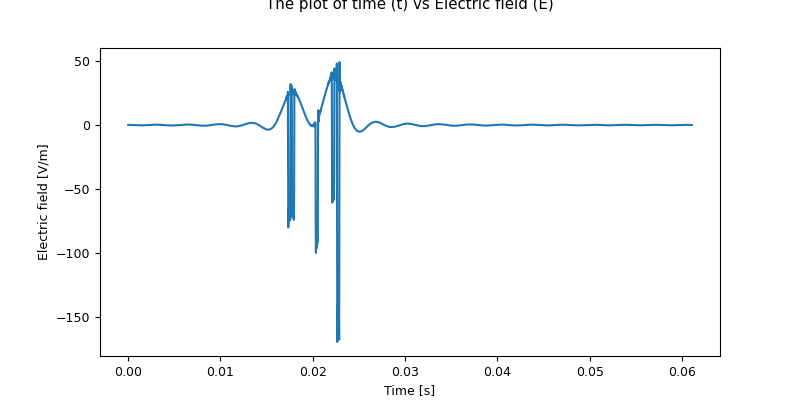 The plot of time (t) vs Electric field (E)
50
0
−50
−100
−150
Electric field [V/m]
0.00 0.01 0.02 0.03 0.04 0.05 0.06
Time [s]